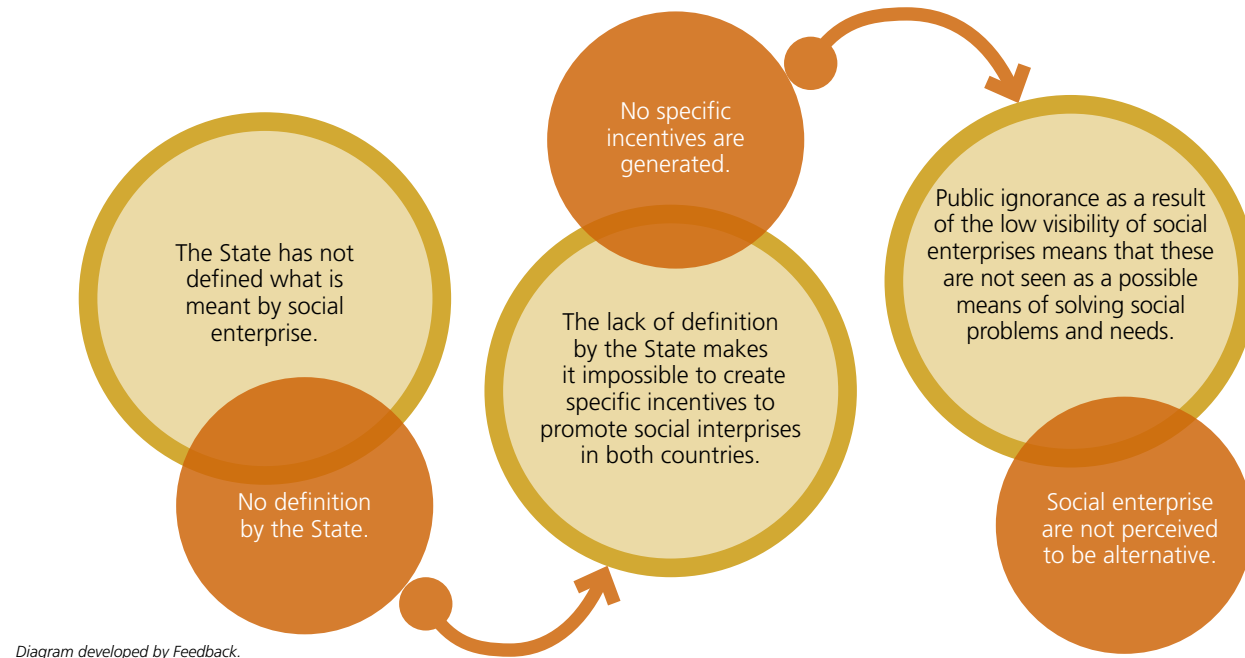 The State has not
defined what is
meant by social
enterprise.
No definition
by the State.
No specific
incentives are
generated.
The lack of definition
by the State makes
it impossible to create
specific incentives to
promote social interprises
in both countries.
Public ignorance as a result
of the low visibility of social
enterprises means that these
are not seen as a possible
means of solving social
problems and needs.
Social enterprise
are not perceived
to be alternative.
Diagram developed by Feedback.